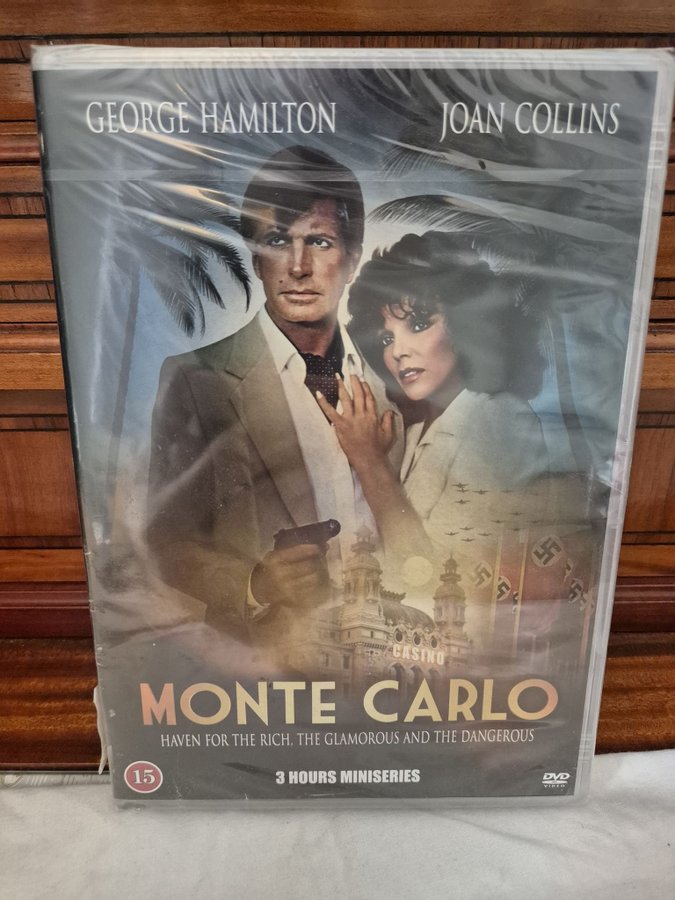 GEORGE HAMILTON JOAN COLLINS
CASINO
MONTE CARLO
HAVEN FOR THE RICH, THE GLAMOROUS AND THE DANGEROUS
3 HOURS MINISERIES
15
DVD
VIDEO